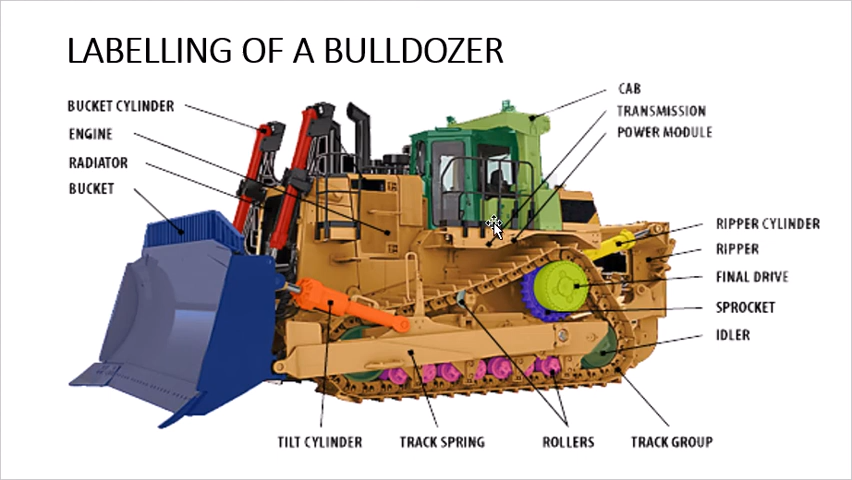 LABELLING OF A BULLDOZER
BUCKET CYLINDER
ENGINE
RADIATOR
BUCKET
CAB
TRANSMISSION
POWER MODULE
RIPPER CYLINDER
RIPPER
FINAL DRIVE
SPROCKET
IDLER
TILT CYLINDER
TRACK SPRING
ROLLERS
TRACK GROUP